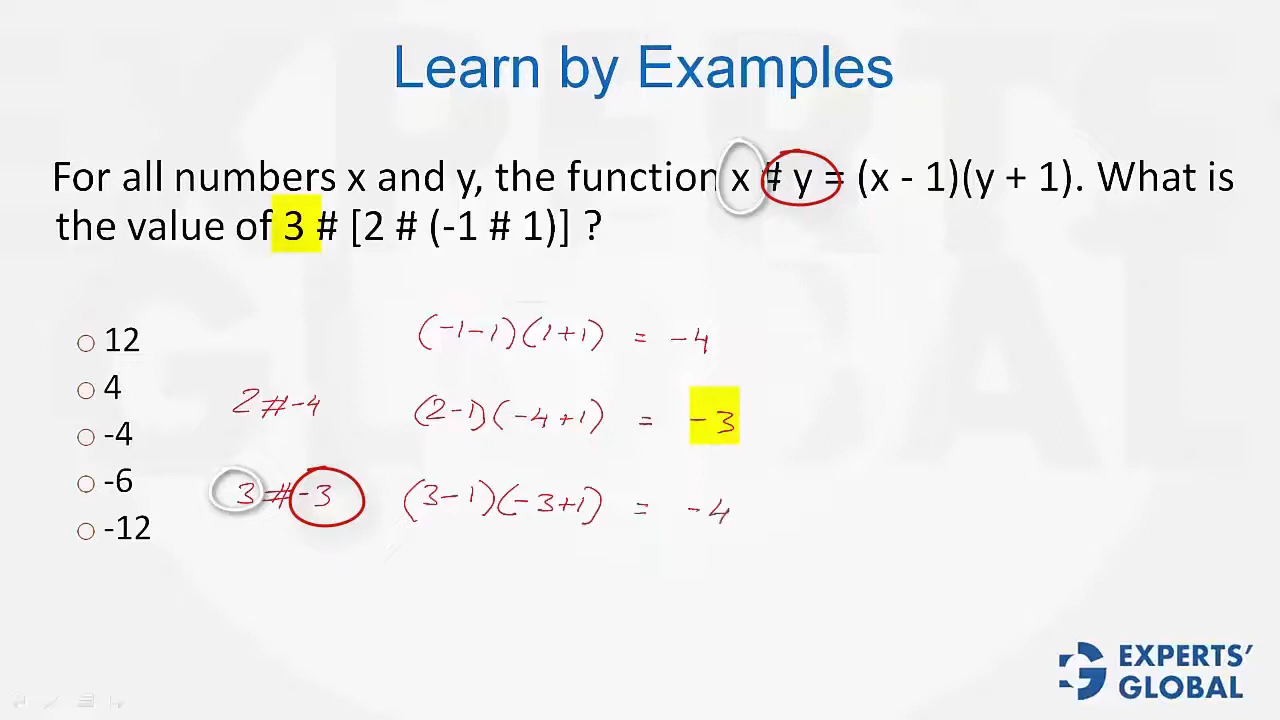 Learn by Examples
For all numbers x and y, the function x # y = (x - 1)(y + 1). What is
the value of 3 # [2 # (-1 # 1)] ?
12
4
-4
-6
-12
(-1-1)(1+1) = -4
2#-4 (2-1)(-4+1) = -3
3#-3 (3-1)(-3+1) = -4
EXPERTS'
GLOBAL